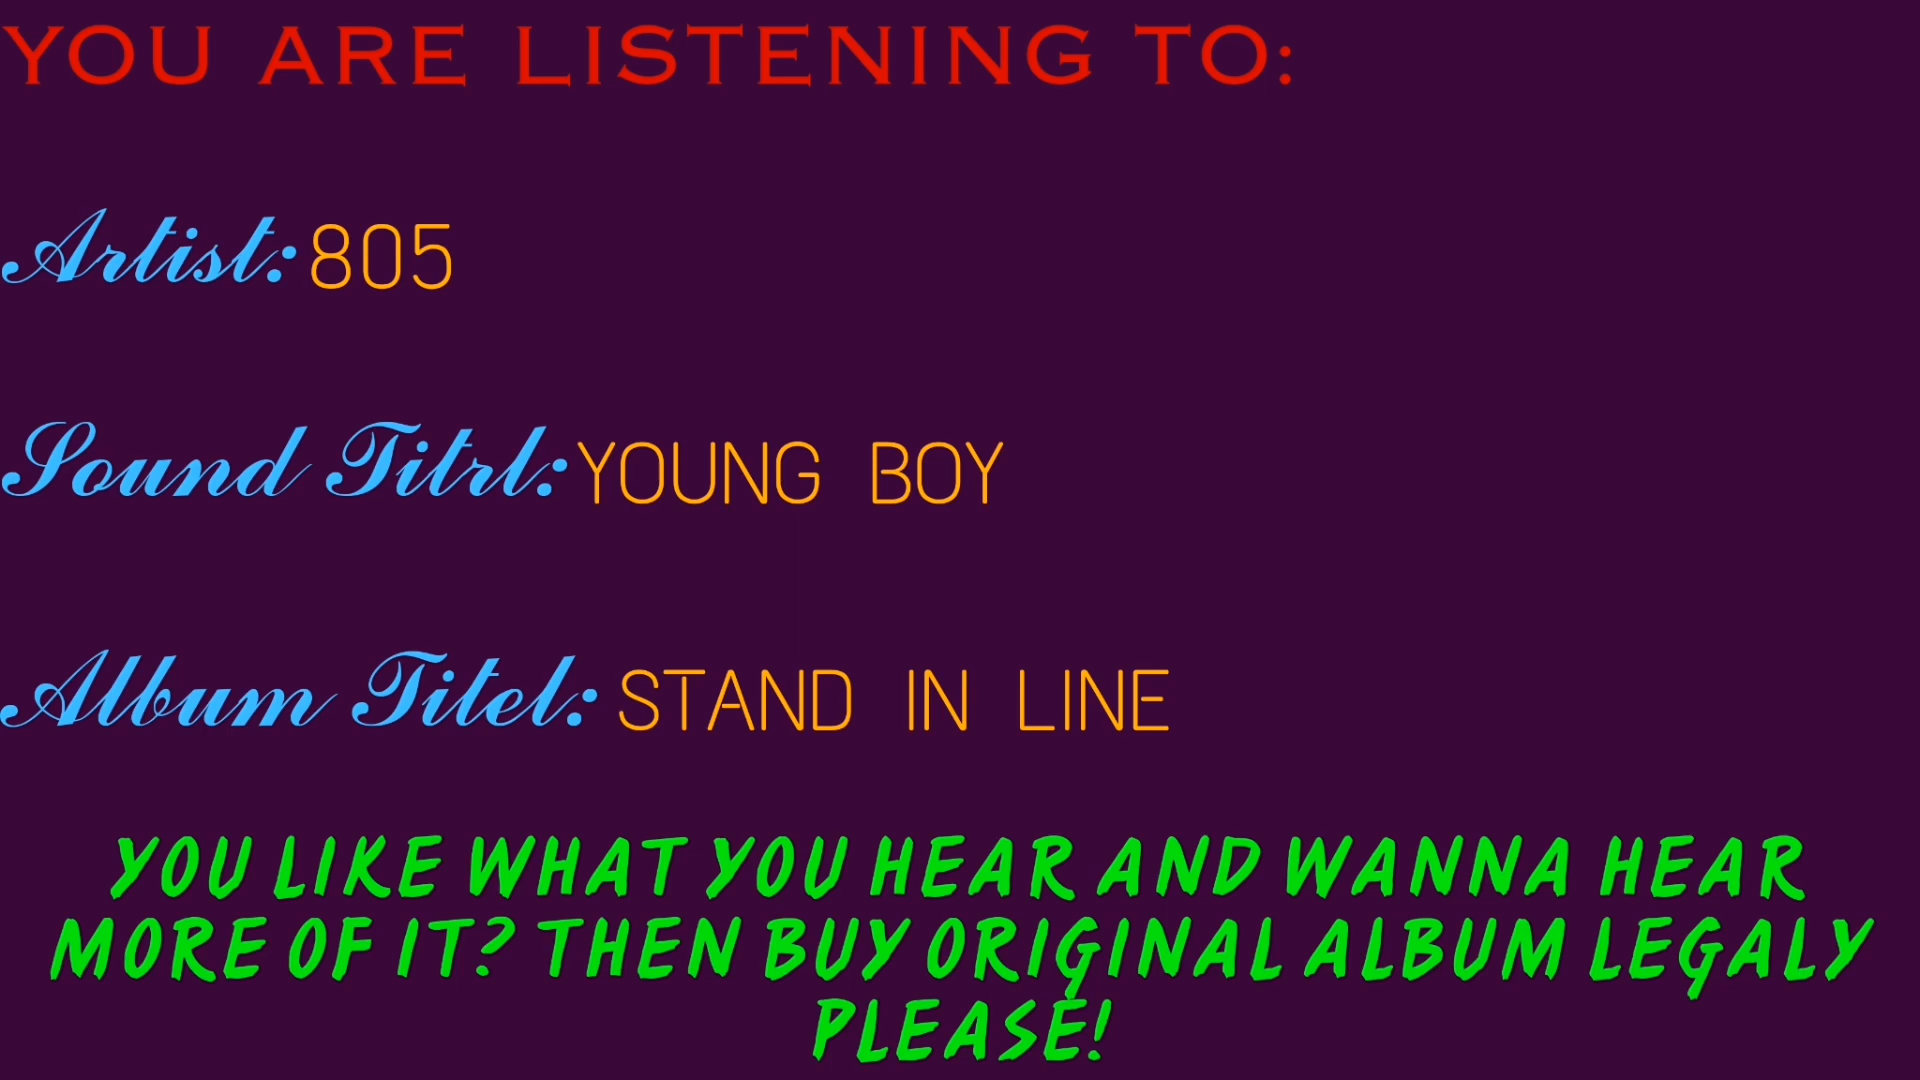 YOU ARE LISTENING TO:
Artist: 805
Sound Titrl: YOUNG BOY
Album Titel: STAND IN LINE
YOU LIKE WHAT YOU HEAR AND WANNA HEAR
MORE OF IT? THEN BUY ORIGINAL ALBUM LEGALY
PLEASE!